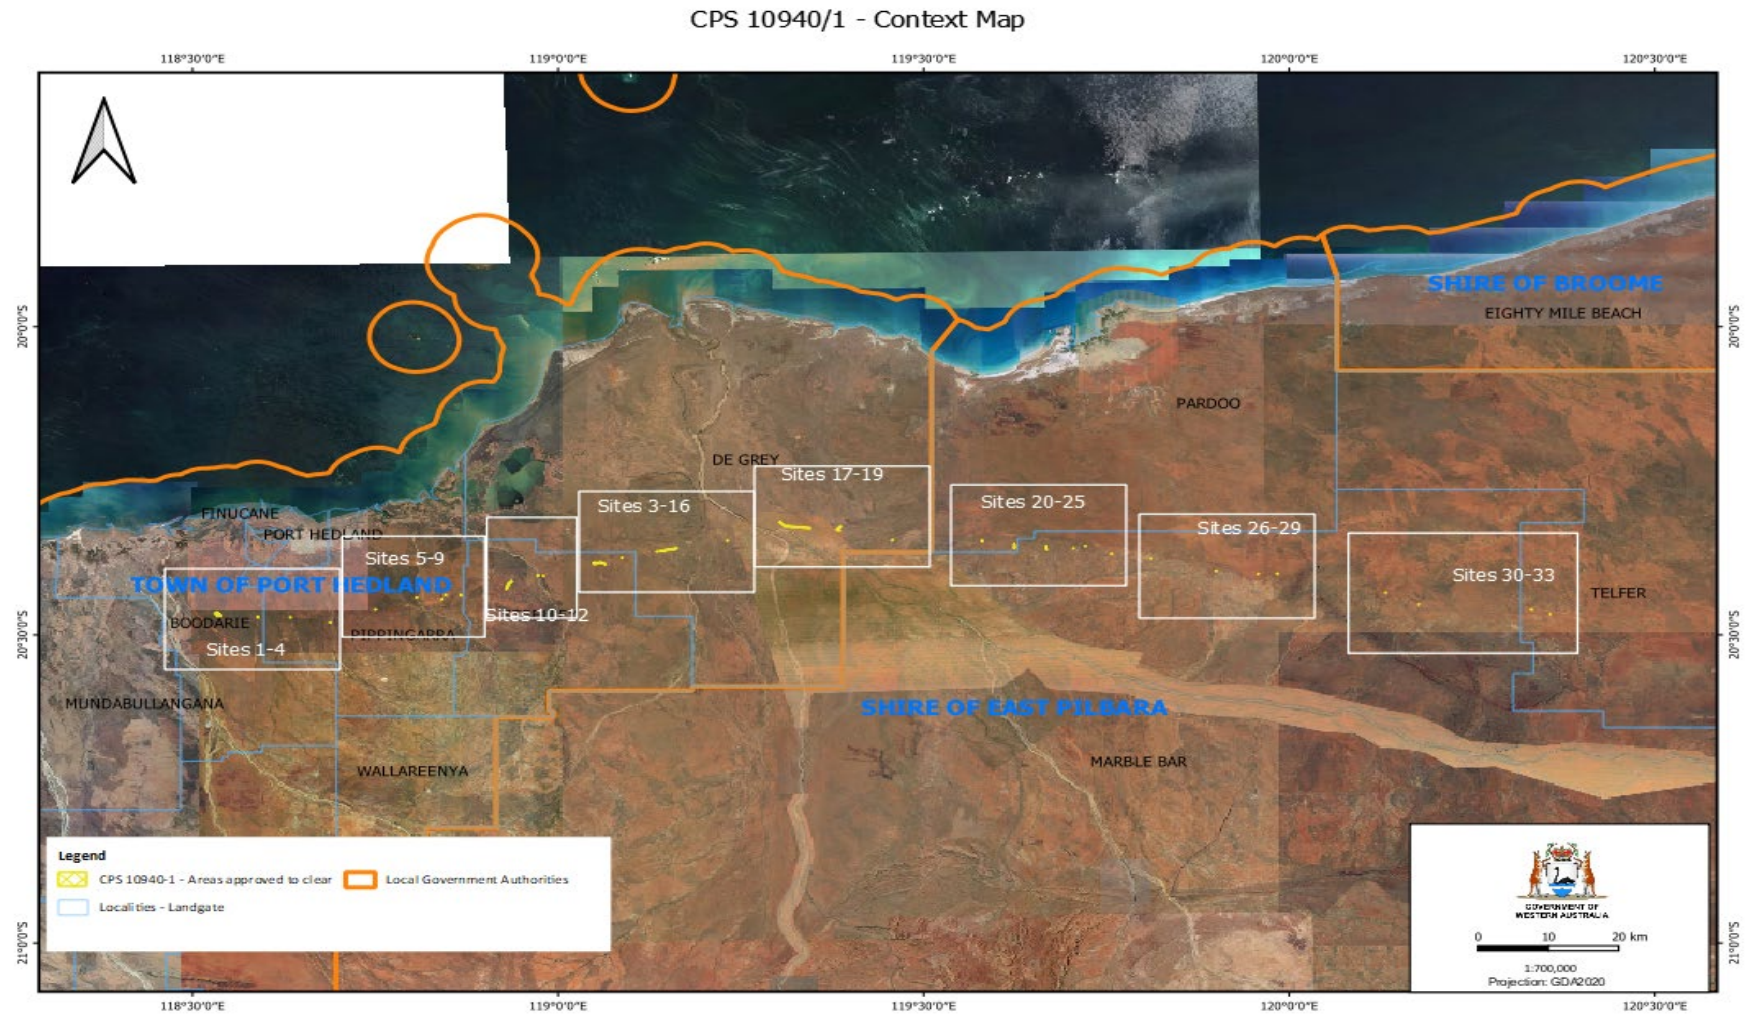 CPS 10940/1 - Context Map
118°30'0"E 119°0'0"E 119°30'0"E 120°0'0"E 120°30'0"E
20°0'0"S
20°0'0"S
SHIRE OF BROOME
EIGHTY MILE BEACH
PARDOO
DE GREY
Sites 17-19
Sites 3-16
Sites 20-25
FINUCANE
PORT HEDLAND
Sites 26-29
Sites 5-9
Sites 30-33
TOWN OF PORT HEDLAND
TELFER
Sites 10-12
BOODARIE
PIPPINGARRA
20°30'0"S
20°30'0"S
Sites 1-4
MUNDABULLANGANA
SHIRE OF EAST PILBARA
WALLAREENYA
MARBLE BAR
Legend
CPS 10940-1 - Areas approved to clear
Local Government Authorities
Localities - Landgate
GOVERNMENT OF
WESTERN AUSTRALIA
0 10 20 km
1:700,000
Projection: GDA2020
21°0'0"S
21°0'0"S
118°30'0"E 119°0'0"E 119°30'0"E 120°0'0"E 120°30'0"E